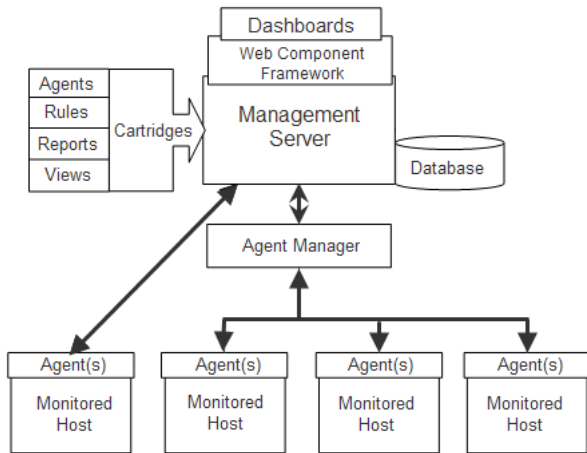 Dashboards
Web Component
Framework
Agents
Rules
Reports
Views
Cartridges
Management
Server
Database
Agent Manager
Agent(s)
Monitored
Host
Agent(s)
Monitored
Host
Agent(s)
Monitored
Host
Agent(s)
Monitored
Host